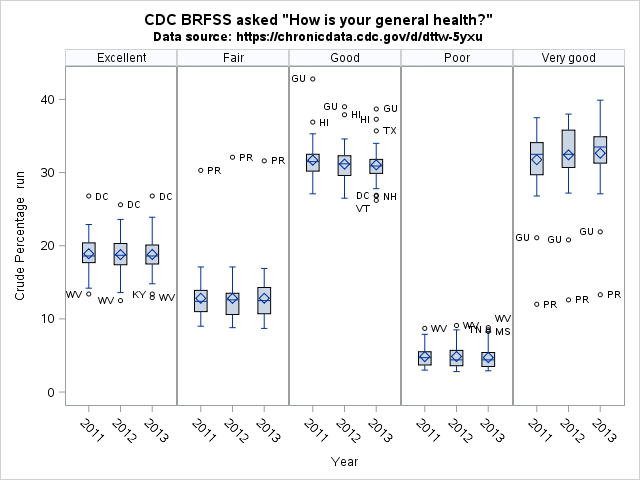 CDC BRFSS asked "How is your general health?"
Data source: https://chronicdata.cdc.gov/d/dttw-5yxu
Excellent Fair Good Poor Very good
Crude Percentage run
40
30
20
10
0
DC DC DC
WV WV KY WV
PR PR PR
GU GU HI HI HI GU TX
DC NH VT
WV WV TN WV MS
GU GU GU
PR PR PR
2011 2012 2013 2011 2012 2013 2011 2012 2013 2011 2012 2013 2011 2012 2013
Year